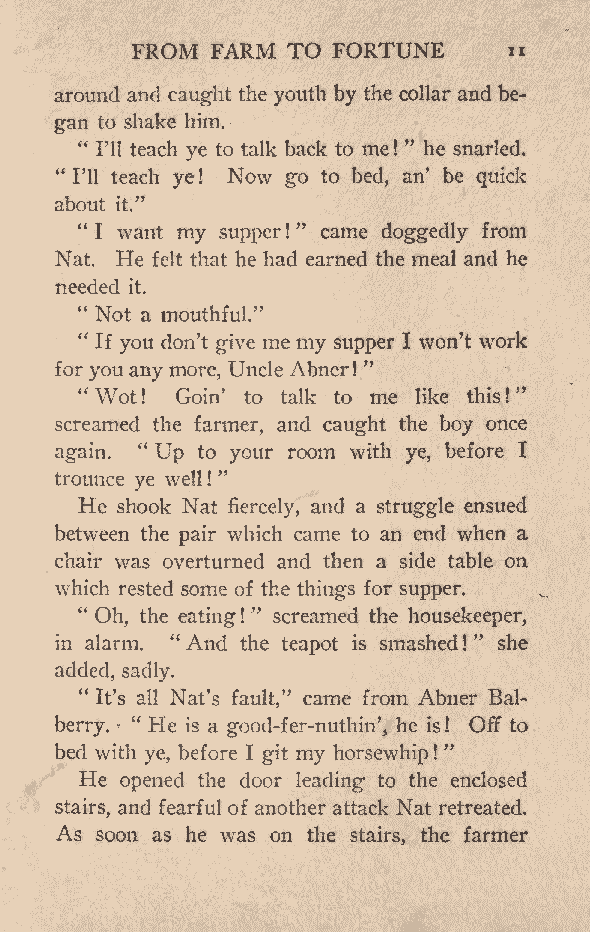 FROM FARM TO FORTUNE 11
around and caught the youth by the collar and be-
gan to shake him.
" I'll teach ye to talk back to me! " he snarled.
" I'll teach ye! Now go to bed, an' be quick
about it."
" I want my supper! " came doggedly from
Nat. He felt that he had earned the meal and he
needed it.
" Not a mouthful."
" If you don't give me my supper I won't work
for you any more, Uncle Abner! "
" Wot! Goin' to talk to me like this! "
screamed the farmer, and caught the boy once
again. " Up to your room with ye, before I
trounce ye well! "
He shook Nat fiercely, and a struggle ensued
between the pair which came to an end when a
chair was overturned and then a side table on
which rested some of the things for supper.
" Oh, the eating! " screamed the housekeeper,
in alarm. " And the teapot is smashed! " she
added, sadly.
" It's all Nat's fault," came from Abner Bal-
berry. " He is a good-fer-nuthin', he is! Off to
bed with ye, before I git my horsewhip! "
He opened the door leading to the enclosed
stairs, and fearful of another attack Nat retreated.
As soon as he was on the stairs, the farmer